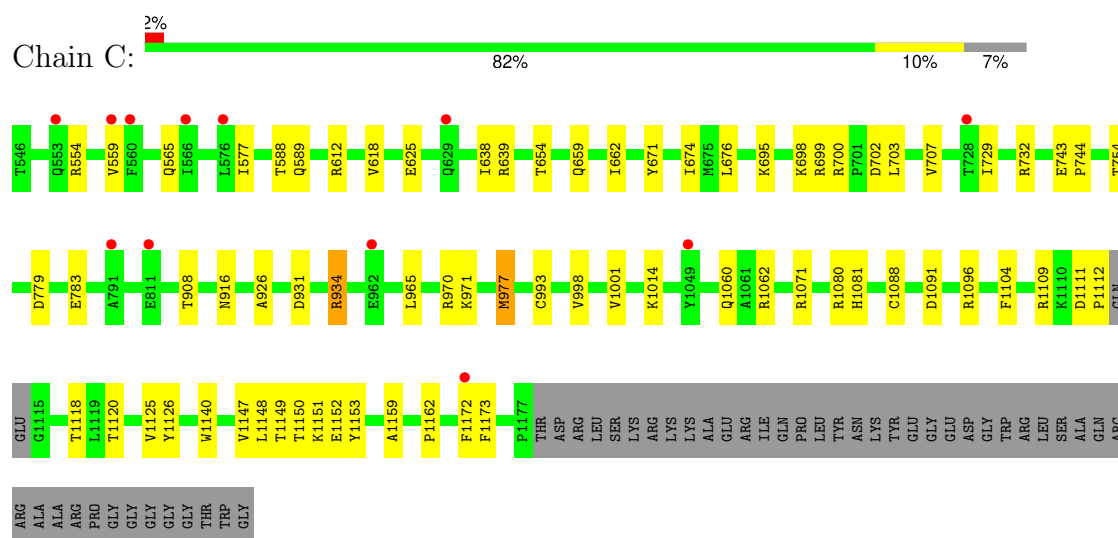 2%
Chain C:
82% 10% 7%
T546 Q553 R554 V559 F560 Q565 I566 L576 I577 T588 Q589 R612 V618 E625 Q629 I638 R639 T654 Q659 I662 Y671 I674 M675 L676 K695 K698 R699 R700 P701 D702 L703 V707 T728 I729 R732 E743 P744 T754
D779 E783 A791 E811 T908 N916 A926 D931 R934 E962 L965 R970 K971 M977 C993 V998 V1001 K1014 Y1049 Q1060 A1061 R1062 R1071 R1080 H1081 C1088 D1091 R1096 F1104 R1109 K1110 D1111 P1112 GLN
GLU G1115 T1118 L1119 T1120 V1125 Y1126 W1140 V1147 L1148 T1149 T1150 K1151 E1152 Y1153 A1159 P1162 F1172 F1173 P1177 THR ASP ARG LEU SER LYS ARG LYS LYS ALA GLU ARG ILE GLN PRO LEU TYR ASN LYS TYR GLU GLY GLU ASP GLY TRP ARG LEU SER ALA GLN ARG
ARG ALA ALA ARG PRO GLY GLY GLY GLY GLY THR TRP GLY